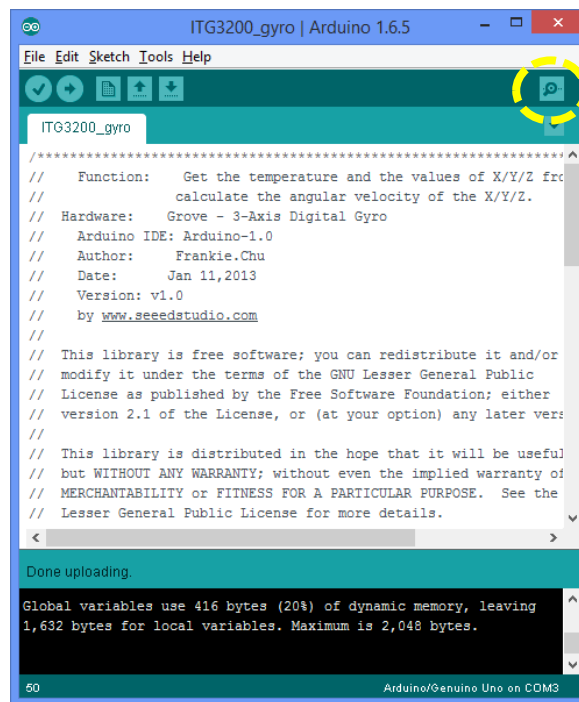 ITG3200_gyro | Arduino 1.6.5
File Edit Sketch Tools Help
ITG3200_gyro
/************************************************************************
// Function: Get the temperature and the values of X/Y/Z
// calculate the angular velocity of the X/Y/Z.
// Hardware: Grove - 3-Axis Digital Gyro
// Arduino IDE: Arduino-1.0
// Author: Frankie.Chu
// Date: Jan 11,2013
// Version: v1.0
// by www.seeedstudio.com
//
// This library is free software; you can redistribute it and/or
// modify it under the terms of the GNU Lesser General Public
// License as published by the Free Software Foundation; either
// version 2.1 of the License, or (at your option) any later
//
// This library is distributed in the hope that it will be
// but WITHOUT ANY WARRANTY; without even the implied warranty
// MERCHANTABILITY or FITNESS FOR A PARTICULAR PURPOSE. See the
// Lesser General Public License for more details.
Done uploading.
Global variables use 416 bytes (20%) of dynamic memory, leaving
1,632 bytes for local variables. Maximum is 2,048 bytes.
50
Arduino/Genuino Uno on COM3